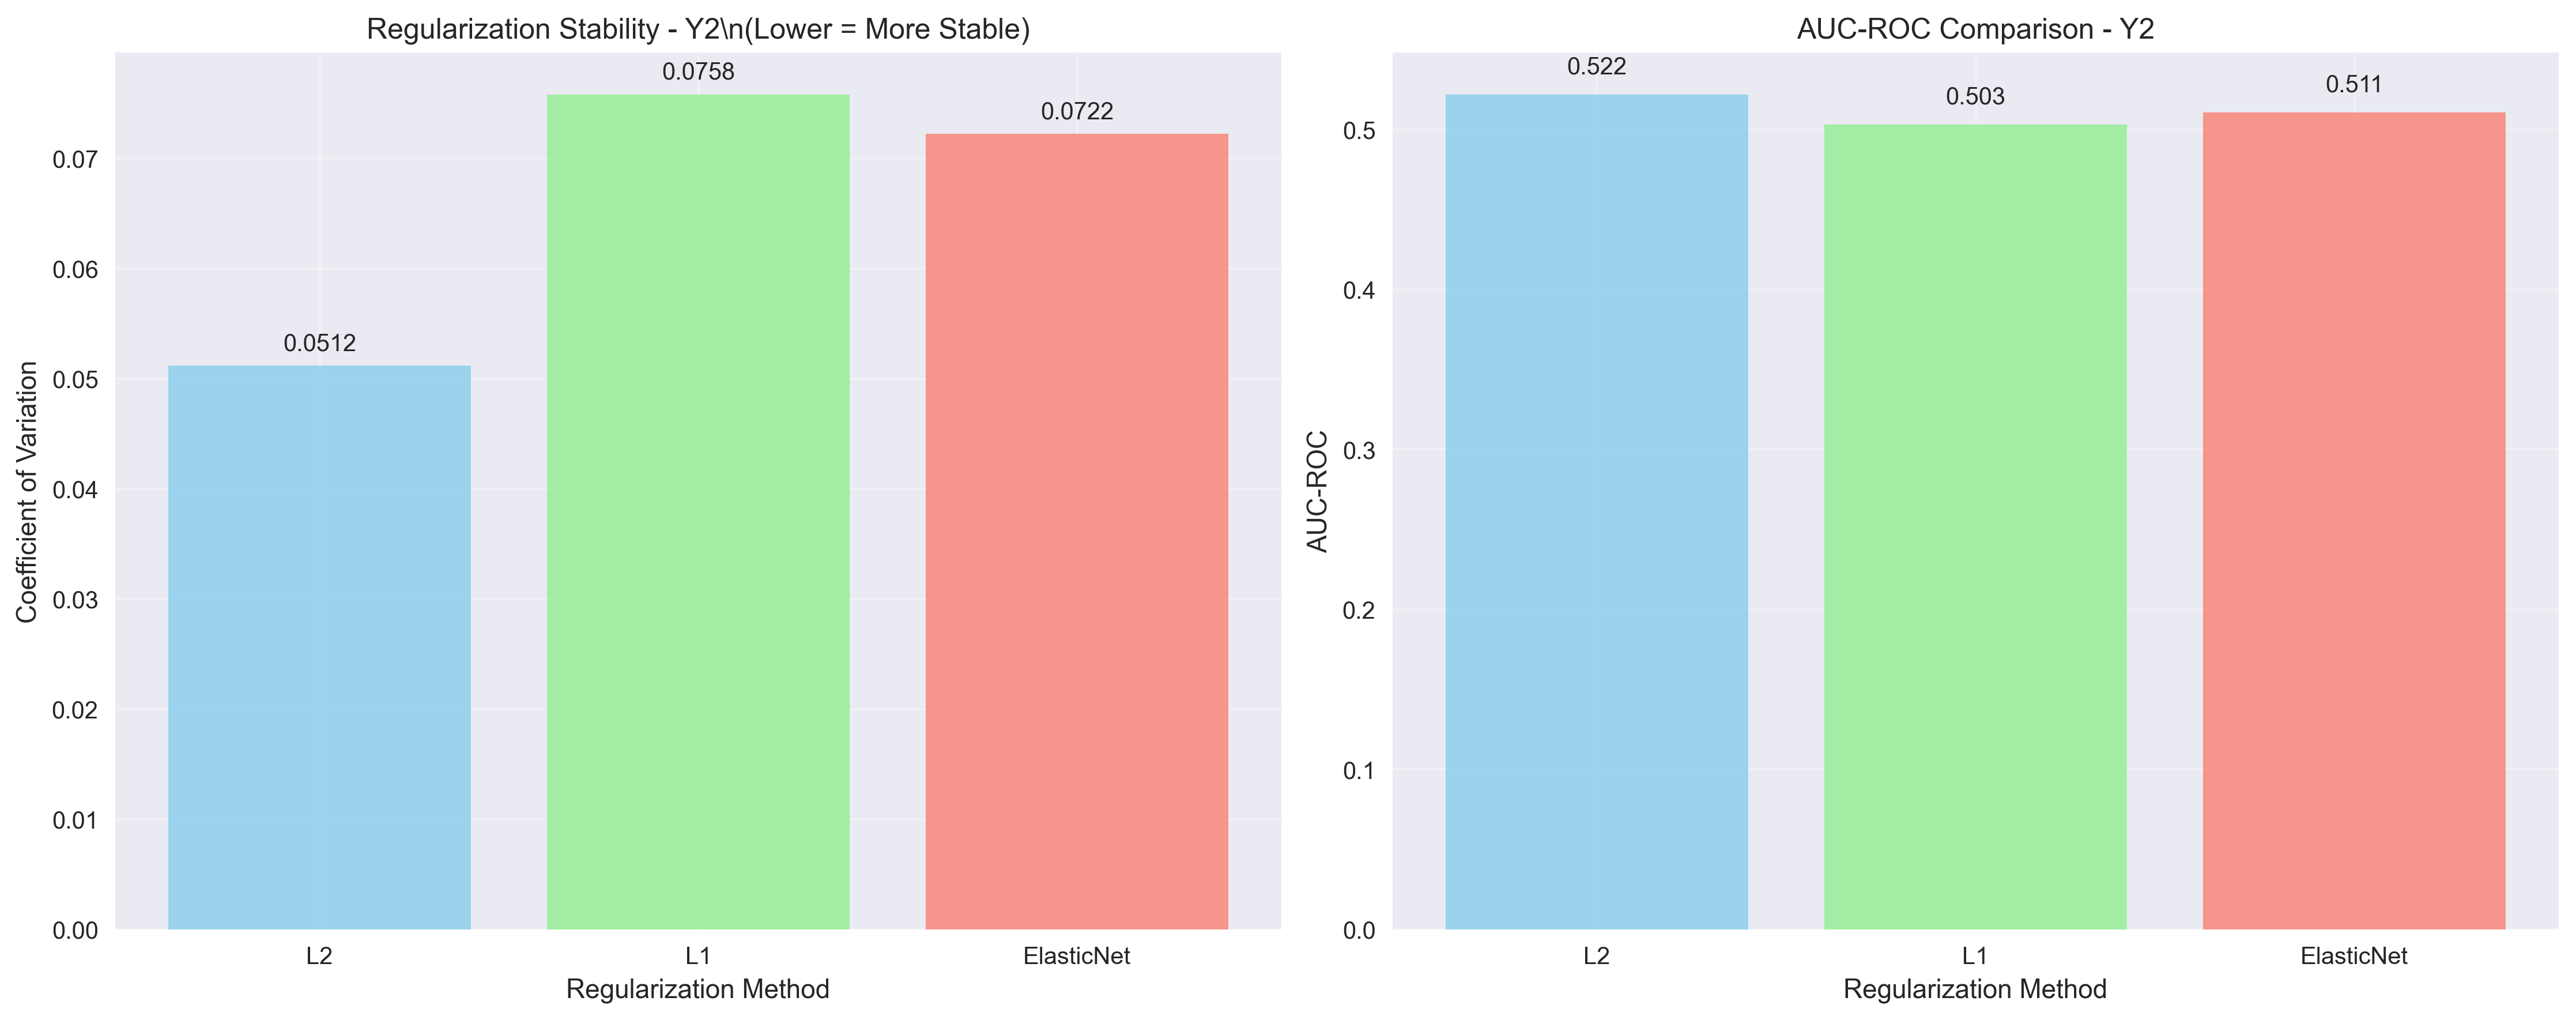 Regularization Stability - Y2\n(Lower = More Stable)
Coefficient of Variation
0.07
0.06
0.05
0.04
0.03
0.02
0.01
0.00
0.0512
0.0758
0.0722
L2
L1
ElasticNet
Regularization Method
AUC-ROC Comparison - Y2
AUC-ROC
0.5
0.4
0.3
0.2
0.1
0.0
0.522
0.503
0.511
L2
L1
ElasticNet
Regularization Method